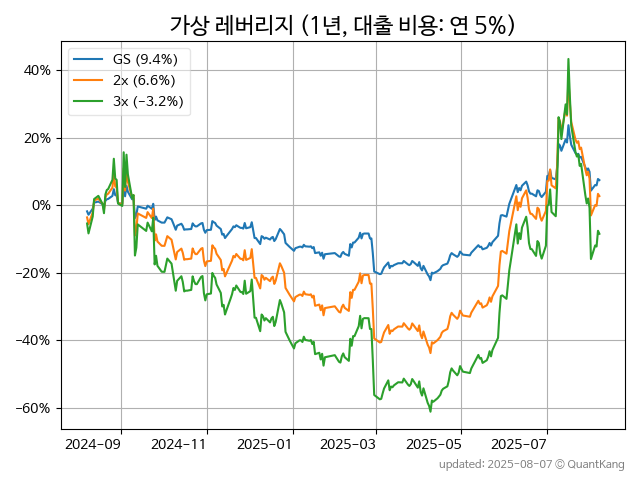 가상 레버리지 (1년, 대출 비용: 연 5%)
GS (9.4%)
2x (6.6%)
3x (−3.2%)
40%
20%
0%
−20%
−40%
−60%
2024-09 2024-11 2025-01 2025-03 2025-05 2025-07
updated: 2025-08-07 © QuantKang